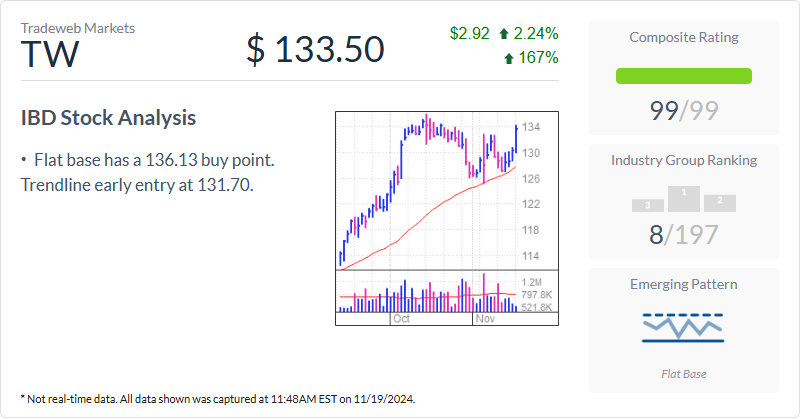 Tradeweb Markets
TW
$ 133.50
$2.92 2.24%
167%
IBD Stock Analysis
• Flat base has a 136.13 buy point.
Trendline early entry at 131.70.
134
130
126
122
118
114
1.2M
797.8K
521.8K
Oct Nov
Composite Rating
99/99
Industry Group Ranking
3 1 2
8/197
Emerging Pattern
Flat Base
* Not real-time data. All data shown was captured at 11:48AM EST on 11/19/2024.